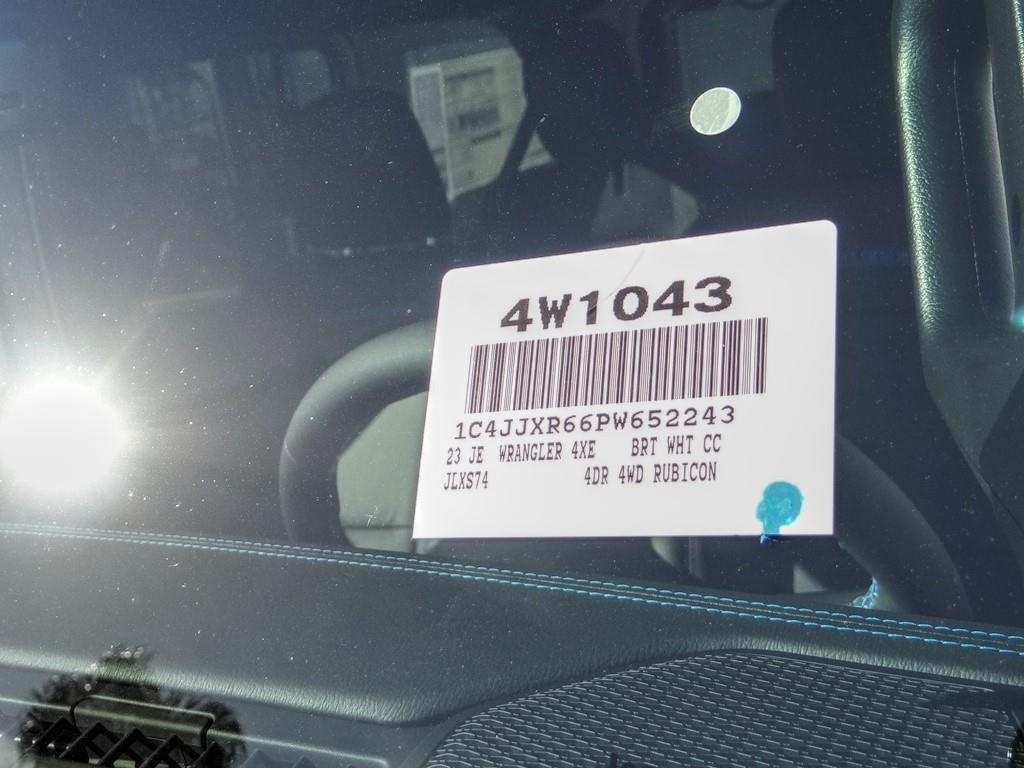 4W1043
1C4JJXR66PW652243
23 JE WRANGLER 4XE BRT WHT CC
JLXS74 4DR 4WD RUBICON